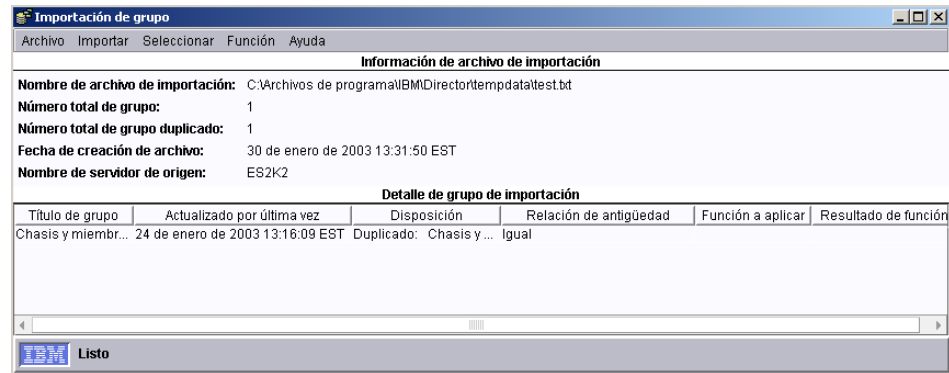 Importación de grupo
Archivo Importar Seleccionar Función Ayuda
Información de archivo de importación
Nombre de archivo de importación: C:\Archivos de programa\IBM\Director\tempdata\test.txt
Número total de grupo: 1
Número total de grupo duplicado: 1
Fecha de creación de archivo: 30 de enero de 2003 13:31:50 EST
Nombre de servidor de origen: ES2K2
Detalle de grupo de importación
Título de grupo Actualizado por última vez Disposición Relación de antigüedad Función a aplicar Resultado de función
Chasis y miembr... 24 de enero de 2003 13:16:09 EST Duplicado: Chasis y ... Igual
IBM Listo